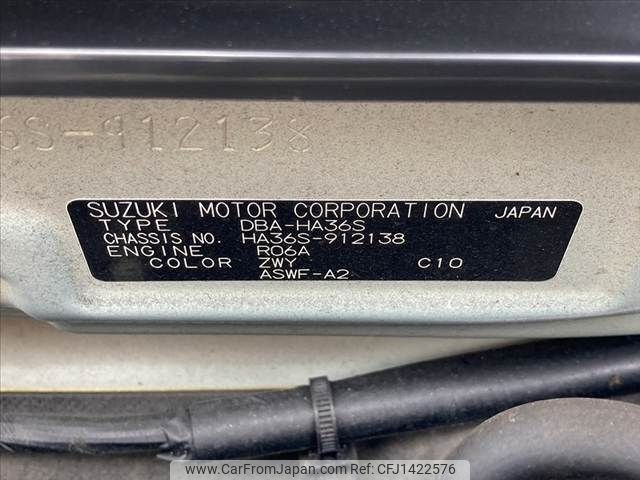 6S-912138
SUZUKI MOTOR CORPORATION JAPAN
TYPE DBA-HA36S
CHASSIS NO. HA36S-912138
ENGINE R06A
COLOR ZWY C10
ASWF-A2
www.CarFromJapan.com CFJ1422576